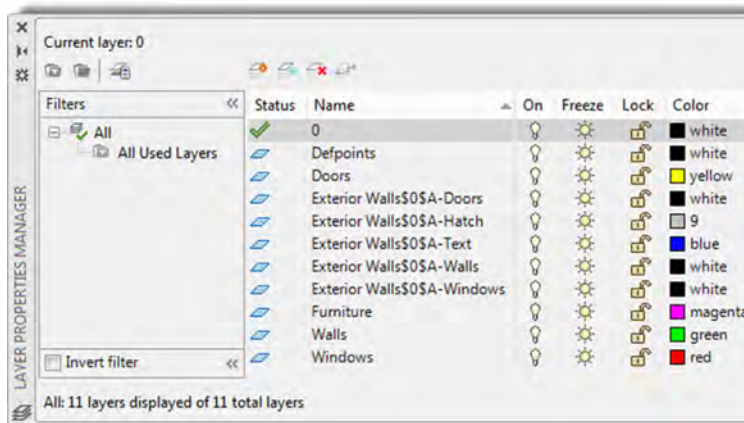 Current layer: 0
Filters
Status Name On Freeze Lock Color
All
All Used Layers
0 white
Defpoints white
Doors yellow
Exterior Walls$0$A-Doors white
Exterior Walls$0$A-Hatch 9
Exterior Walls$0$A-Text blue
Exterior Walls$0$A-Walls white
Exterior Walls$0$A-Windows white
Furniture magenta
Walls green
Windows red
Invert filter
All: 11 layers displayed of 11 total layers
LAYER PROPERTIES MANAGER